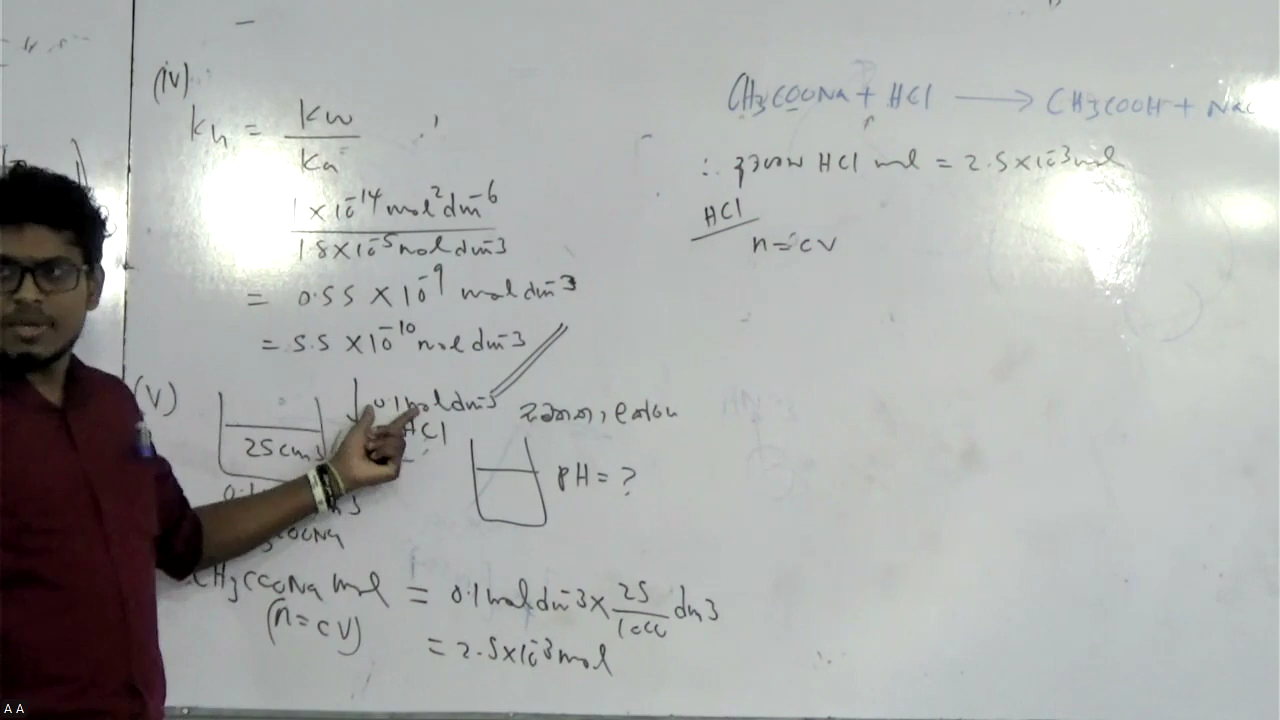 (iv)
Kh = Kw / Ka
1 × 10⁻¹⁴ mol² dm⁻⁶
1.8 × 10⁻⁵ mol dm⁻³
= 0.55 × 10⁻⁹ mol dm⁻³
= 5.5 × 10⁻¹⁰ mol dm⁻³
(v)
25 cm³
0.1 mol dm⁻³
HCl
pH = ?
CH₃COONa mol = 0.1 mol dm⁻³ × 25/1000 dm³
(n = cv)
= 2.5 × 10⁻³ mol
CH₃COONa + HCl ⟶ CH₃COOH + NaCl
∴ HCl mol = 2.5 × 10⁻³ mol
HCl
n = cv
A A